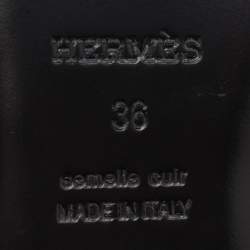 HERMÈS
36
semelle cuir
MADE IN ITALY